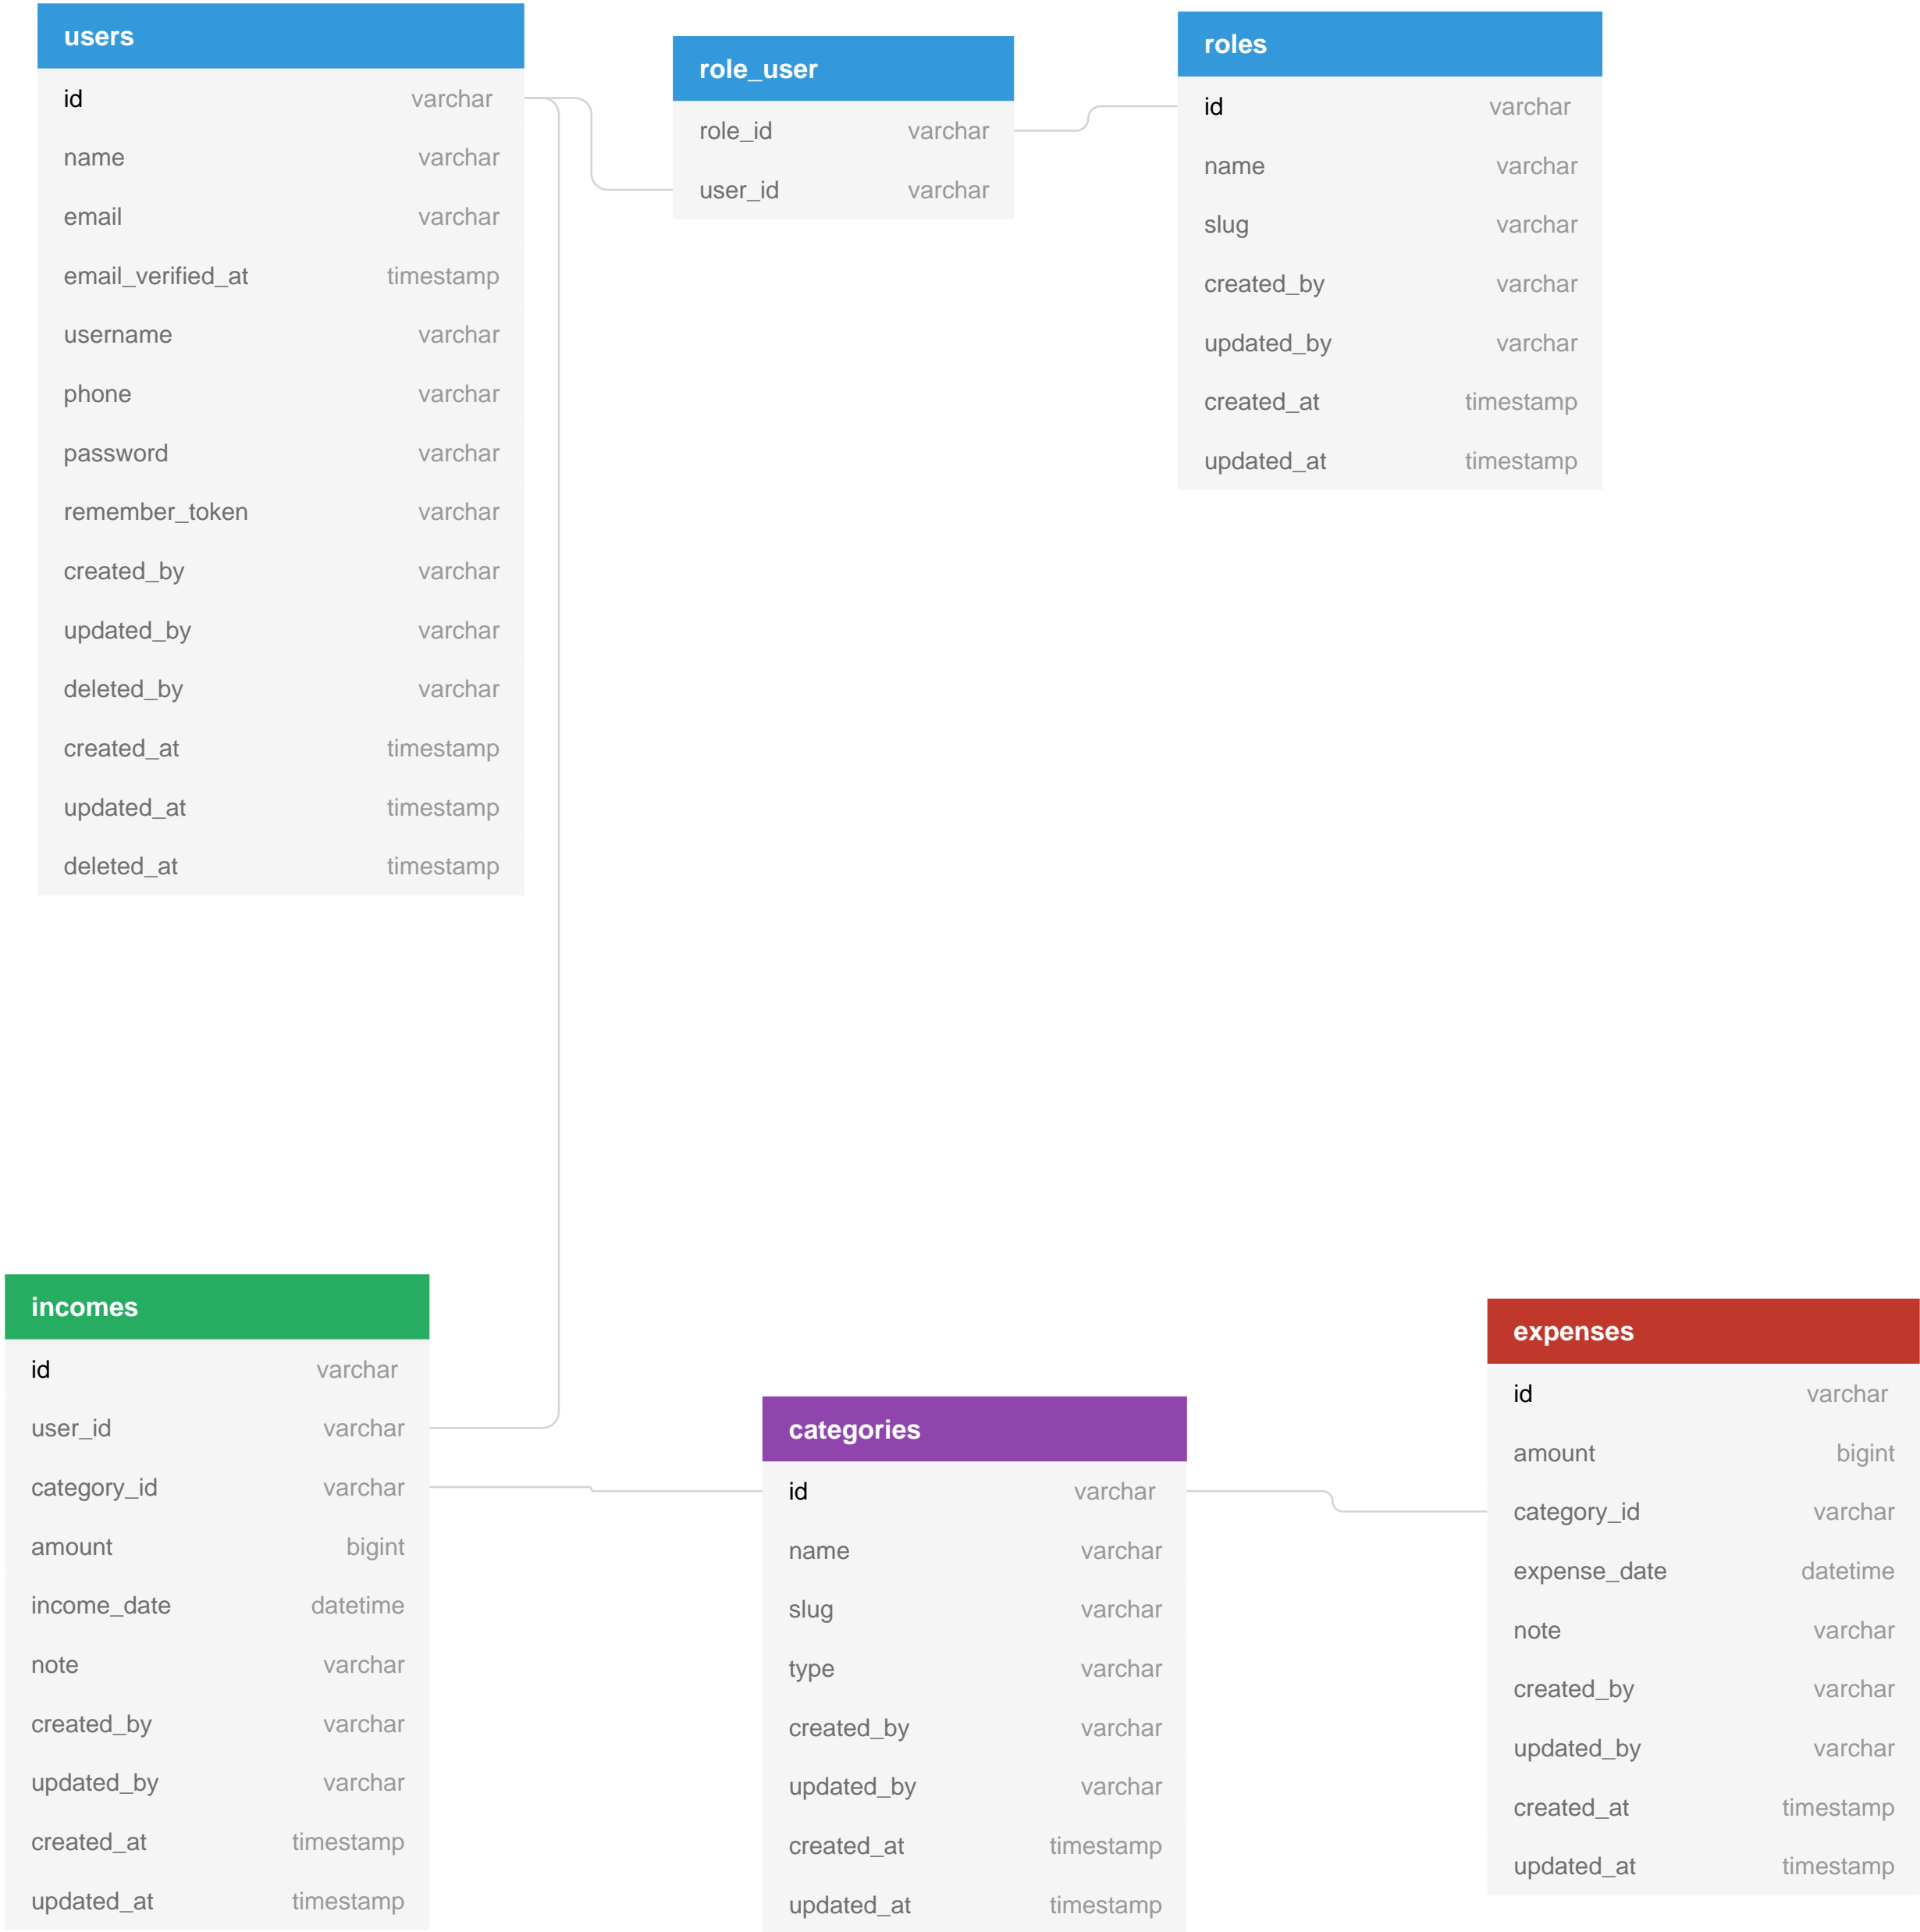 users
id varchar
name varchar
email varchar
email_verified_at timestamp
username varchar
phone varchar
password varchar
remember_token varchar
created_by varchar
updated_by varchar
deleted_by varchar
created_at timestamp
updated_at timestamp
deleted_at timestamp
role_user
role_id varchar
user_id varchar
roles
id varchar
name varchar
slug varchar
created_by varchar
updated_by varchar
created_at timestamp
updated_at timestamp
incomes
id varchar
user_id varchar
category_id varchar
amount bigint
income_date datetime
note varchar
created_by varchar
updated_by varchar
created_at timestamp
updated_at timestamp
categories
id varchar
name varchar
slug varchar
type varchar
created_by varchar
updated_by varchar
created_at timestamp
updated_at timestamp
expenses
id varchar
amount bigint
category_id varchar
expense_date datetime
note varchar
created_by varchar
updated_by varchar
created_at timestamp
updated_at timestamp